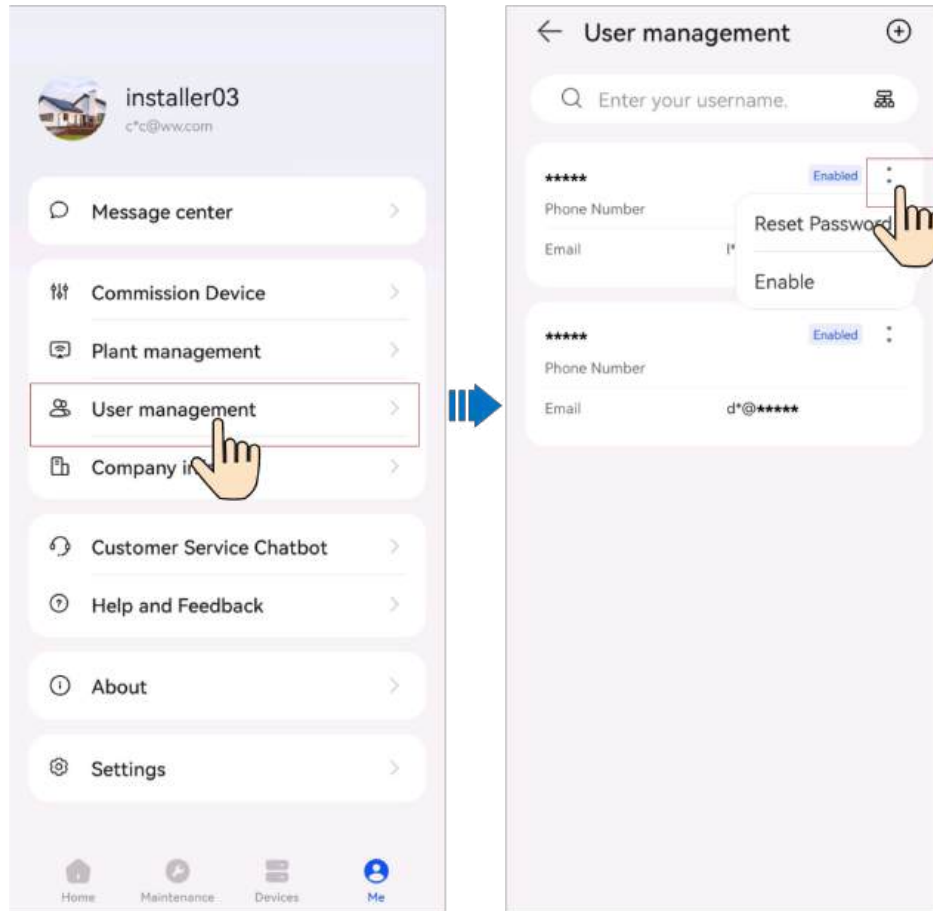 installer03
c*c@ww.com
Message center
Commission Device
Plant management
User management
Company in
Customer Service Chatbot
Help and Feedback
About
Settings
Home Maintenance Devices Me
User management
Enter your username.
***** Enabled
Phone Number
Reset Password
Email l*
Enable
***** Enabled
Phone Number
Email d*@*****